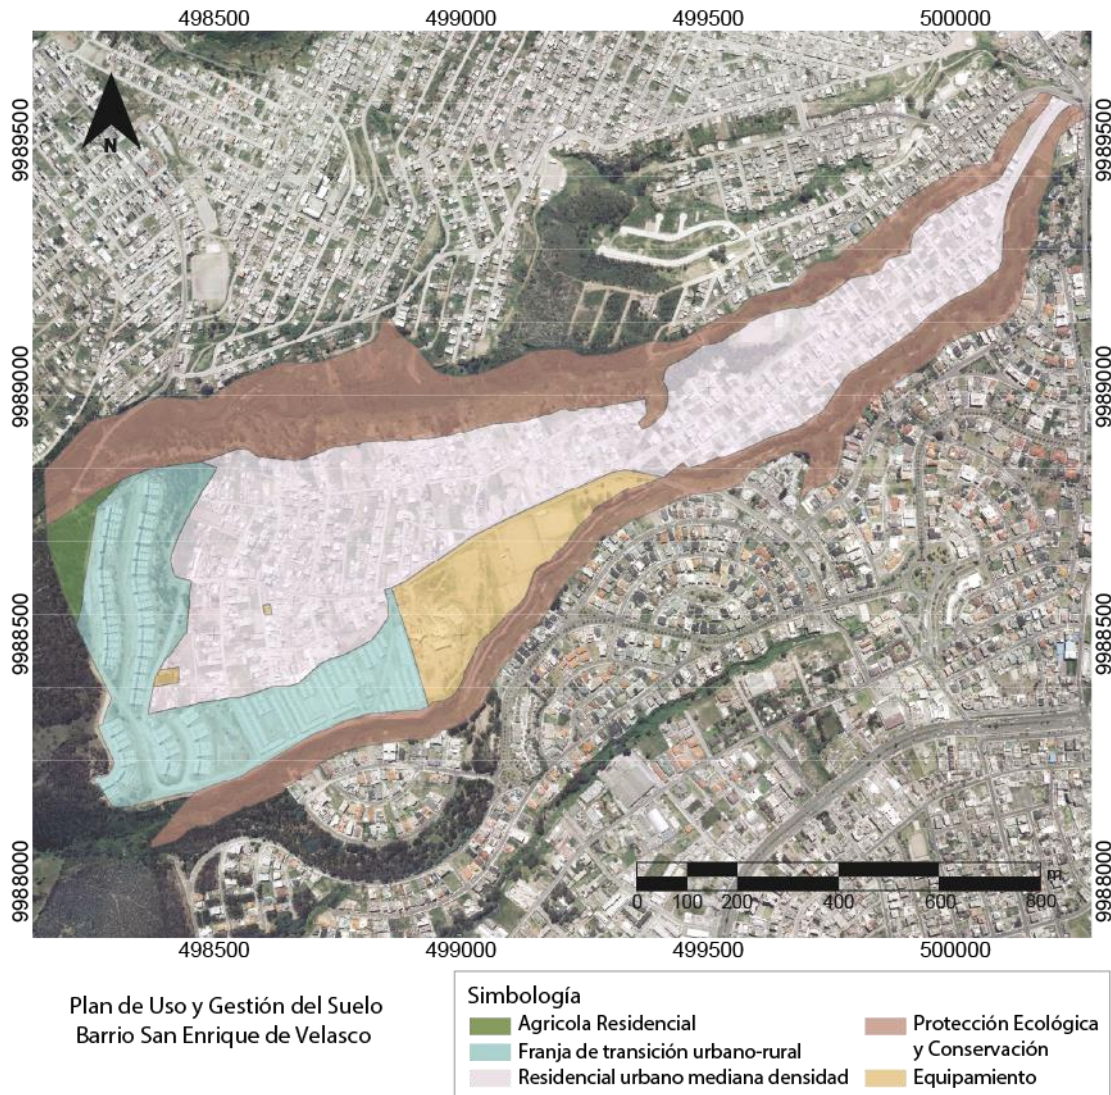 498500 499000 499500 500000
N
9989500 9989500
9989000 9989000
9988500 9988500
9988000 9988000
m
0 100 200 400 600 800
498500 499000 499500 500000
Plan de Uso y Gestión del Suelo
Barrio San Enrique de Velasco
Simbología
Agricola Residencial
Franja de transición urbano-rural
Residencial urbano mediana densidad
Protección Ecológica
y Conservación
Equipamiento